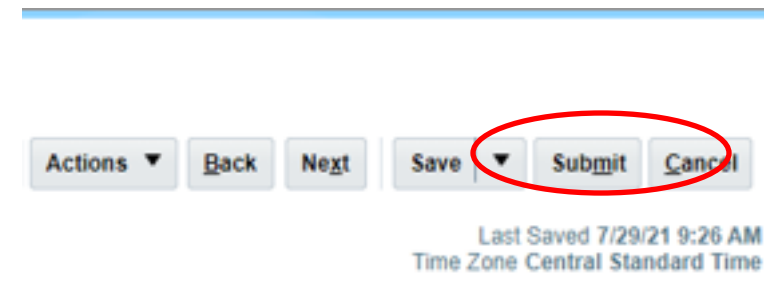 Actions ▼ Back Next Save ▼ Submit Cancel
Last Saved 7/29/21 9:26 AM
Time Zone Central Standard Time